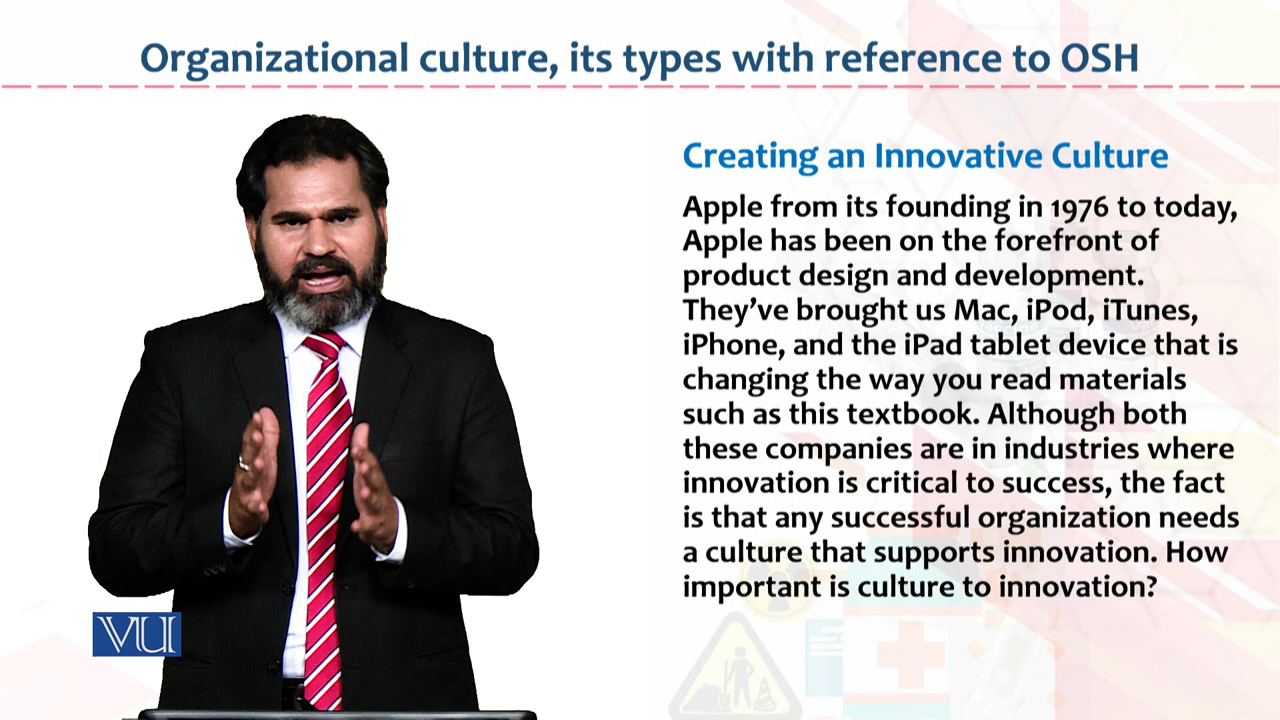 Organizational culture, its types with reference to OSH
Creating an Innovative Culture
Apple from its founding in 1976 to today,
Apple has been on the forefront of
product design and development.
They've brought us Mac, iPod, iTunes,
iPhone, and the iPad tablet device that is
changing the way you read materials
such as this textbook. Although both
these companies are in industries where
innovation is critical to success, the fact
is that any successful organization needs
a culture that supports innovation. How
important is culture to innovation?
VU